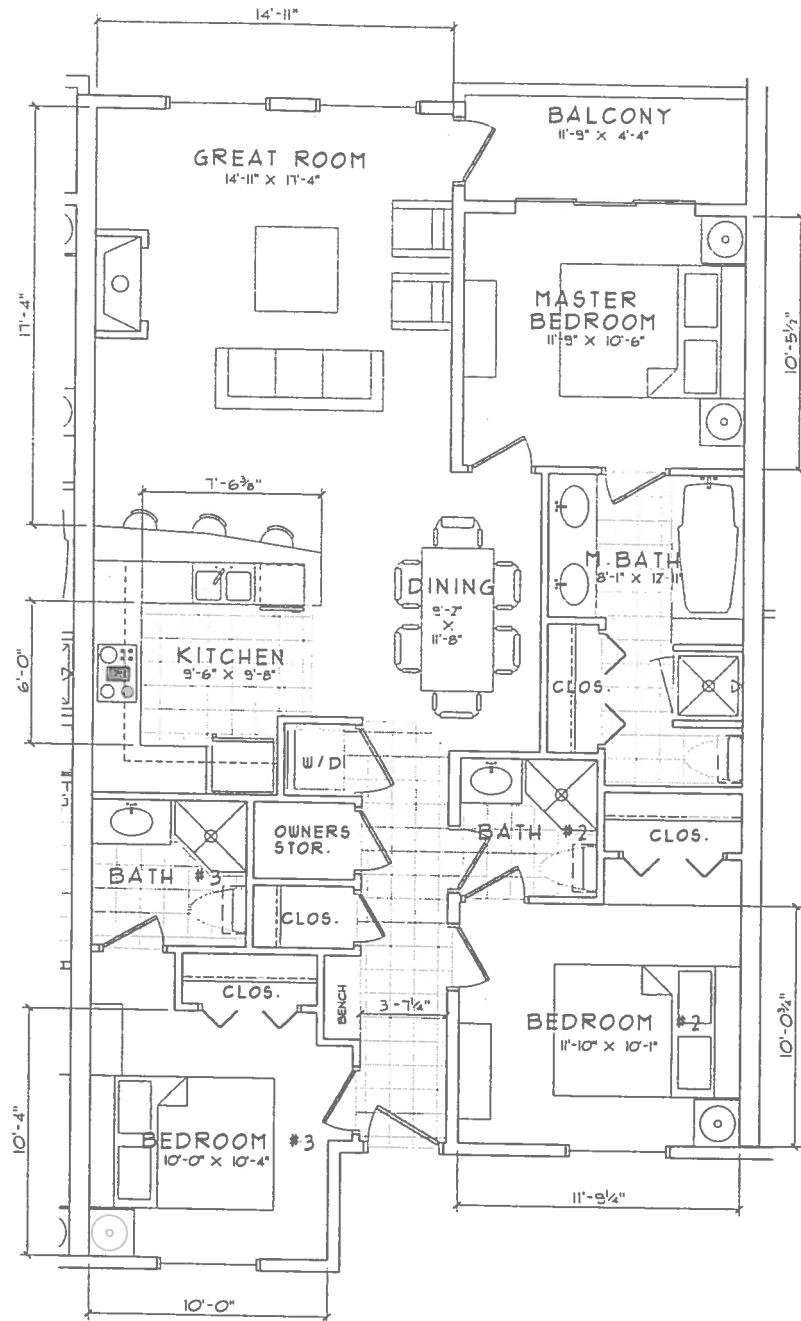 14'-11"
BALCONY
11'-9" X 4'-4"
GREAT ROOM
14'-11" X 17'-4"
17'-4"
MASTER
BEDROOM
11'-9" X 10'-6"
10'-5½"
7'-6⅜"
M. BATH
8'-1" X 12'-11"
DINING
9'-2"
X
11'-8"
6'-0"
KITCHEN
9'-6" X 9'-8"
CLOS.
W/D
OWNERS
STOR.
BATH #2
CLOS.
BATH #3
CLOS.
CLOS.
BENCH
3-7¼"
BEDROOM #2
11'-10" X 10'-1"
10'-0¾"
10'-4"
BEDROOM #3
10'-0" X 10'-4"
11'-9¼"
10'-0"